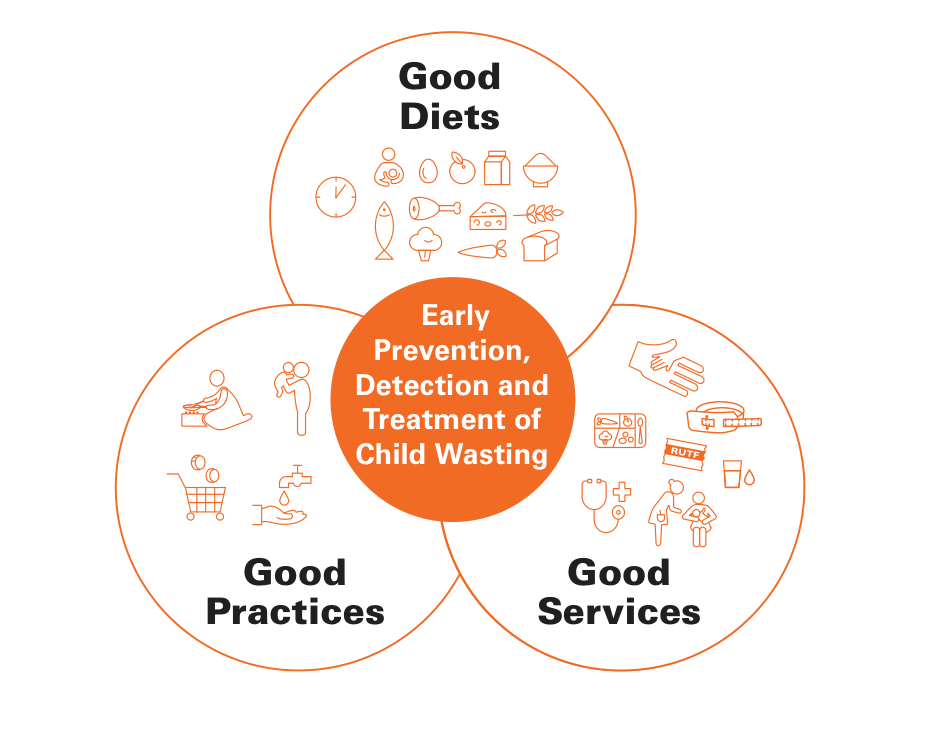 Good
Diets
Early
Prevention,
Detection and
Treatment of
Child Wasting
RUTF
Good
Practices
Good
Services